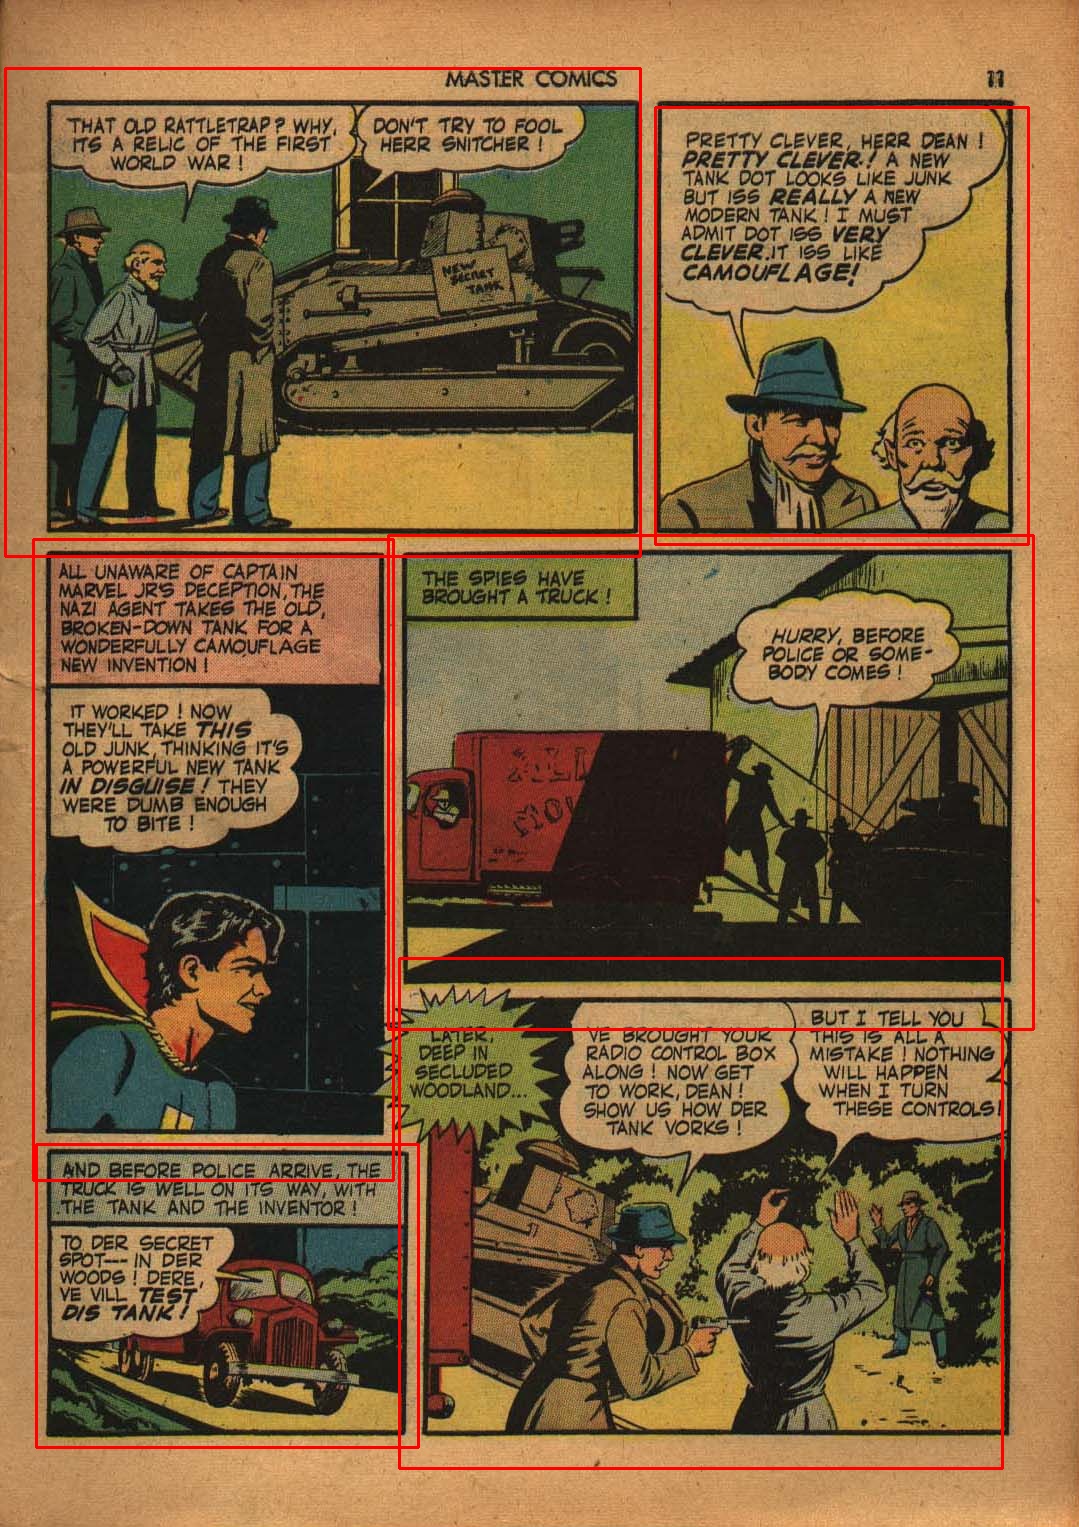 MASTER COMICS
11
THAT OLD RATTLETRAP? WHY,
ITS A RELIC OF THE FIRST
WORLD WAR!
DON'T TRY TO FOOL
HERR SNITCHER!
NEW
SECRET
TANK
PRETTY CLEVER, HERR DEAN!
PRETTY CLEVER! A NEW
TANK DOT LOOKS LIKE JUNK
BUT ISS REALLY A NEW
MODERN TANK! I MUST
ADMIT DOT ISS VERY
CLEVER. IT ISS LIKE
CAMOUFLAGE!
ALL UNAWARE OF CAPTAIN
MARVEL JR'S DECEPTION, THE
NAZI AGENT TAKES THE OLD,
BROKEN-DOWN TANK FOR A
WONDERFULLY CAMOUFLAGE
NEW INVENTION!
IT WORKED! NOW
THEY'LL TAKE THIS
OLD JUNK, THINKING IT'S
A POWERFUL NEW TANK
IN DISGUISE! THEY
WERE DUMB ENOUGH
TO BITE!
THE SPIES HAVE
BROUGHT A TRUCK!
HURRY, BEFORE
POLICE OR SOME-
BODY COMES!
AND BEFORE POLICE ARRIVE, THE
TRUCK IS WELL ON ITS WAY, WITH
THE TANK AND THE INVENTOR!
TO DER SECRET
SPOT--- IN DER
WOODS! DERE,
VE VILL TEST
DIS TANK!
LATER,
DEEP IN
SECLUDED
WOODLAND...
VE BROUGHT YOUR
RADIO CONTROL BOX
ALONG! NOW GET
TO WORK, DEAN!
SHOW US HOW DER
TANK VORKS!
BUT I TELL YOU
THIS IS ALL A
MISTAKE! NOTHING
WILL HAPPEN
WHEN I TURN
THESE CONTROLS!